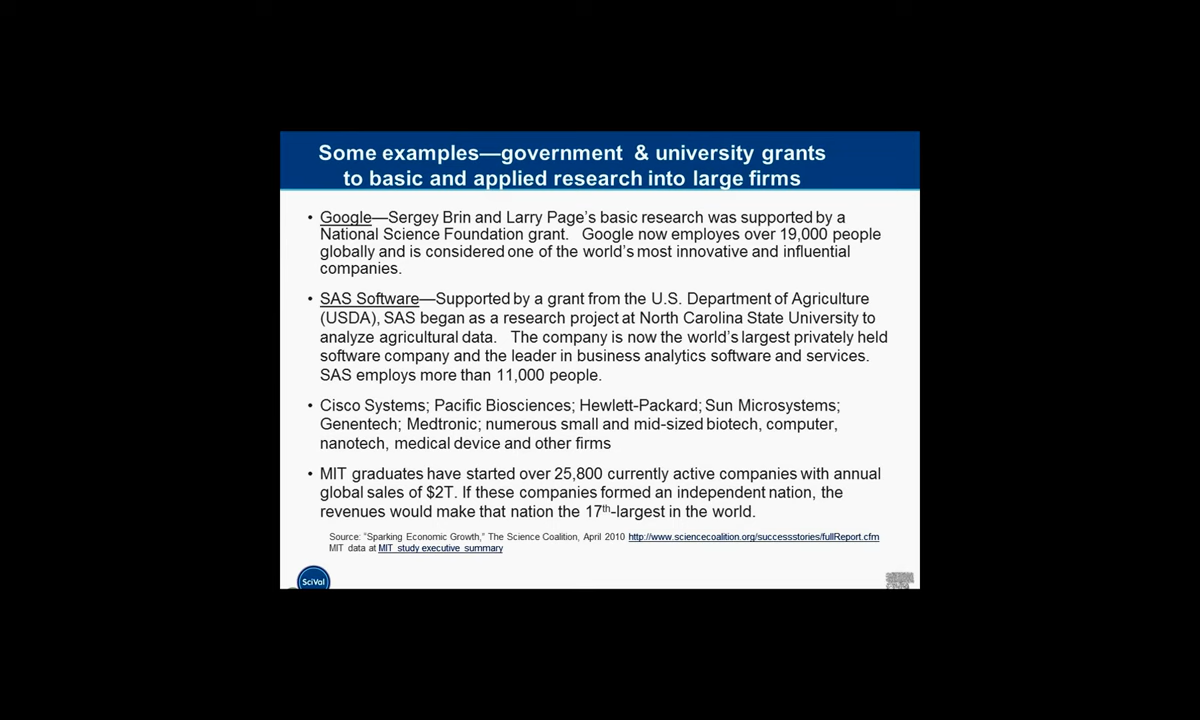 Some examples—government & university grants
to basic and applied research into large firms
• Google—Sergey Brin and Larry Page's basic research was supported by a
National Science Foundation grant. Google now employes over 19,000 people
globally and is considered one of the world's most innovative and influential
companies.
• SAS Software—Supported by a grant from the U.S. Department of Agriculture
(USDA), SAS began as a research project at North Carolina State University to
analyze agricultural data. The company is now the world's largest privately held
software company and the leader in business analytics software and services.
SAS employs more than 11,000 people.
• Cisco Systems; Pacific Biosciences; Hewlett-Packard; Sun Microsystems;
Genentech; Medtronic; numerous small and mid-sized biotech, computer,
nanotech, medical device and other firms
• MIT graduates have started over 25,800 currently active companies with annual
global sales of $2T. If these companies formed an independent nation, the
revenues would make that nation the 17th-largest in the world.
Source: "Sparking Economic Growth," The Science Coalition, April 2010 http://www.sciencecoalition.org/successstories/fullReport.cfm
MIT data at MIT study executive summary
SciVal